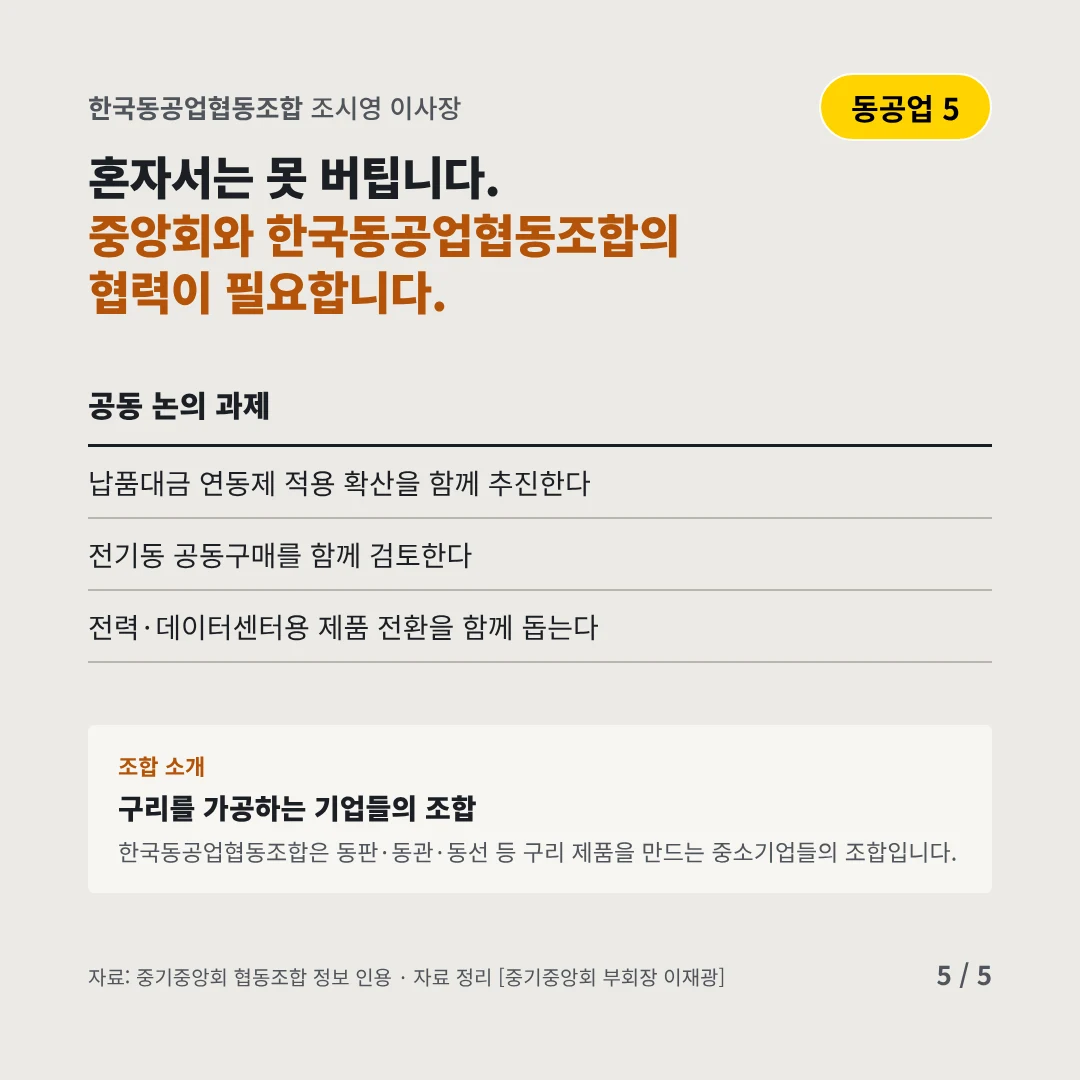 한국동공업협동조합 조시영 이사장
동공업 5
혼자서는 못 버팁니다.
중앙회와 한국동공업협동조합의
협력이 필요합니다.
공동 논의 과제
납품대금 연동제 적용 확산을 함께 추진한다
전기동 공동구매를 함께 검토한다
전력·데이터센터용 제품 전환을 함께 돕는다
조합 소개
구리를 가공하는 기업들의 조합
한국동공업협동조합은 동판·동관·동선 등 구리 제품을 만드는 중소기업들의 조합입니다.
자료: 중기중앙회 협동조합 정보 인용 · 자료 정리 [중기중앙회 부회장 이재광]
5 / 5